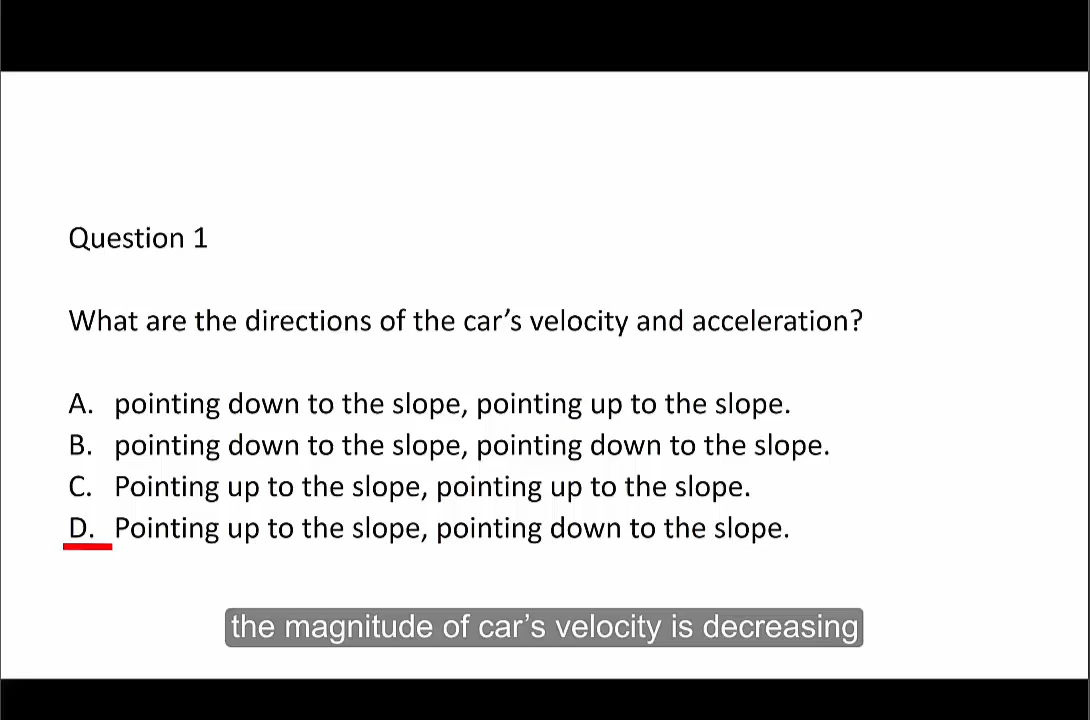 Question 1
What are the directions of the car’s velocity and acceleration?
A. pointing down to the slope, pointing up to the slope.
B. pointing down to the slope, pointing down to the slope.
C. Pointing up to the slope, pointing up to the slope.
D. Pointing up to the slope, pointing down to the slope.
the magnitude of car’s velocity is decreasing